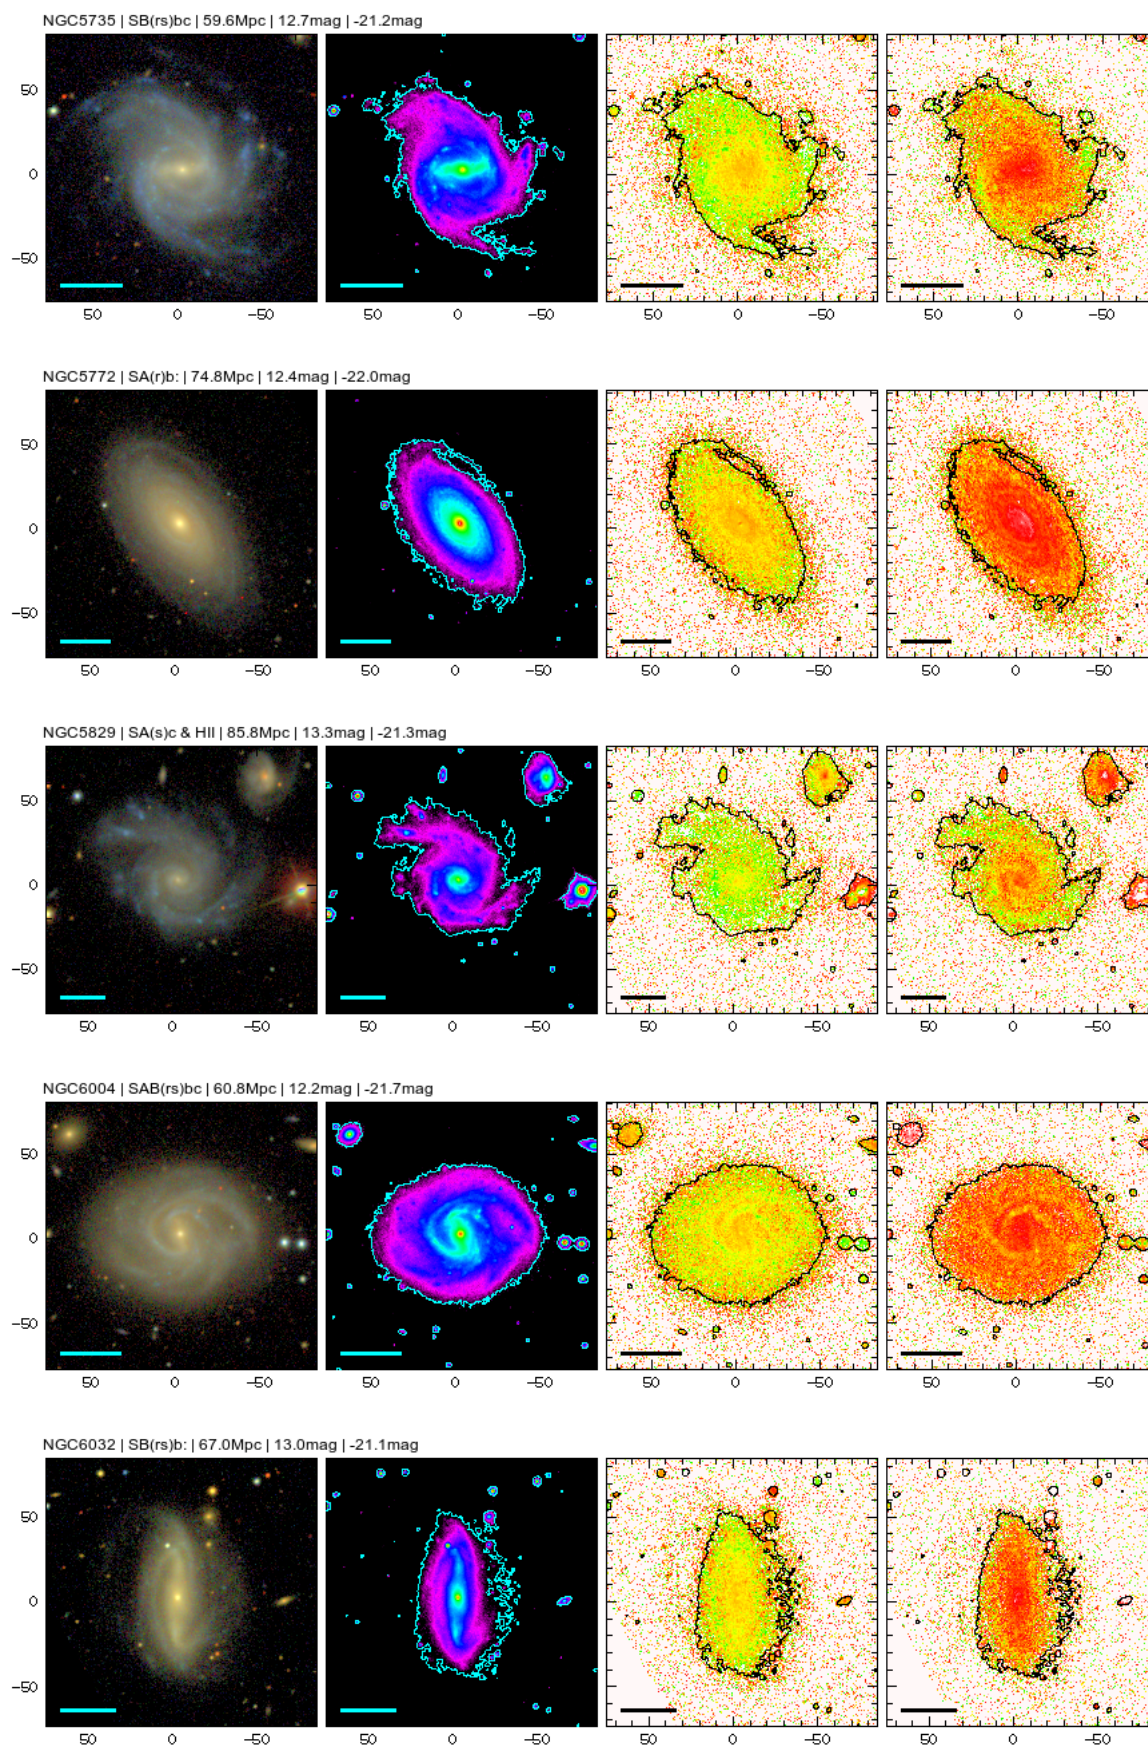 NGC5735 | SB(rs)bc | 59.6Mpc | 12.7mag | -21.2mag
50
0
-50
50 0 -50 50 0 -50 50 0 -50 50 0 -50
NGC5772 | SA(r)b: | 74.8Mpc | 12.4mag | -22.0mag
50
0
-50
50 0 -50 50 0 -50 50 0 -50 50 0 -50
NGC5829 | SA(s)c & HII | 85.8Mpc | 13.3mag | -21.3mag
50
0
-50
50 0 -50 50 0 -50 50 0 -50 50 0 -50
NGC6004 | SAB(rs)bc | 60.8Mpc | 12.2mag | -21.7mag
50
0
-50
50 0 -50 50 0 -50 50 0 -50 50 0 -50
NGC6032 | SB(rs)b: | 67.0Mpc | 13.0mag | -21.1mag
50
0
-50
50 0 -50 50 0 -50 50 0 -50 50 0 -50